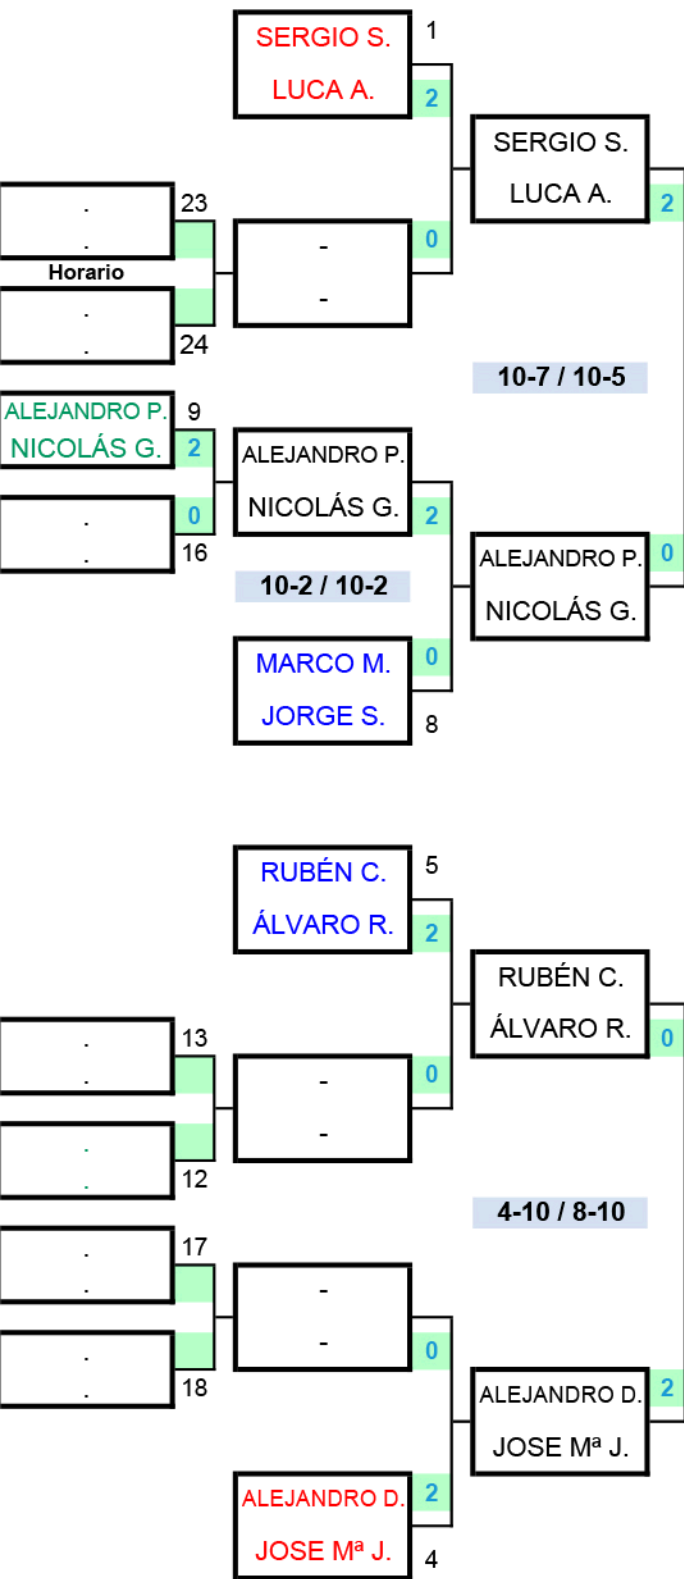 SERGIO S.
1
LUCA A.
2
SERGIO S.
LUCA A.
2
.
23
.
-
0
-
Horario
.
.
24
10-7 / 10-5
ALEJANDRO P.
9
NICOLÁS G.
2
ALEJANDRO P.
NICOLÁS G.
2
.
0
.
16
ALEJANDRO P.
0
NICOLÁS G.
10-2 / 10-2
MARCO M.
0
JORGE S.
8
RUBÉN C.
5
ÁLVARO R.
2
RUBÉN C.
ÁLVARO R.
0
.
13
.
-
0
-
.
.
12
4-10 / 8-10
.
17
.
-
-
0
.
.
18
ALEJANDRO D.
2
JOSE Mª J.
ALEJANDRO D.
2
JOSE Mª J.
4